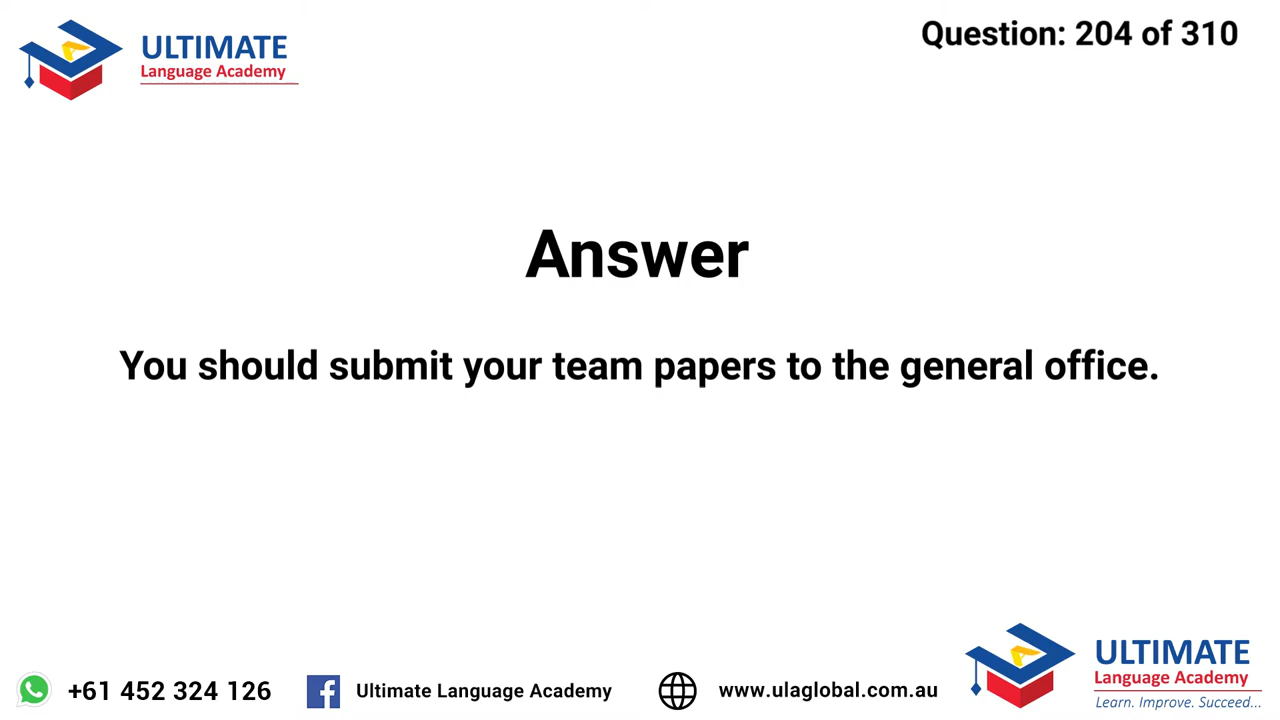 ULTIMATE
Language Academy
Question: 204 of 310
Answer
You should submit your team papers to the general office.
+61 452 324 126
Ultimate Language Academy
www.ulaglobal.com.au
ULTIMATE
Language Academy
Learn. Improve. Succeed...